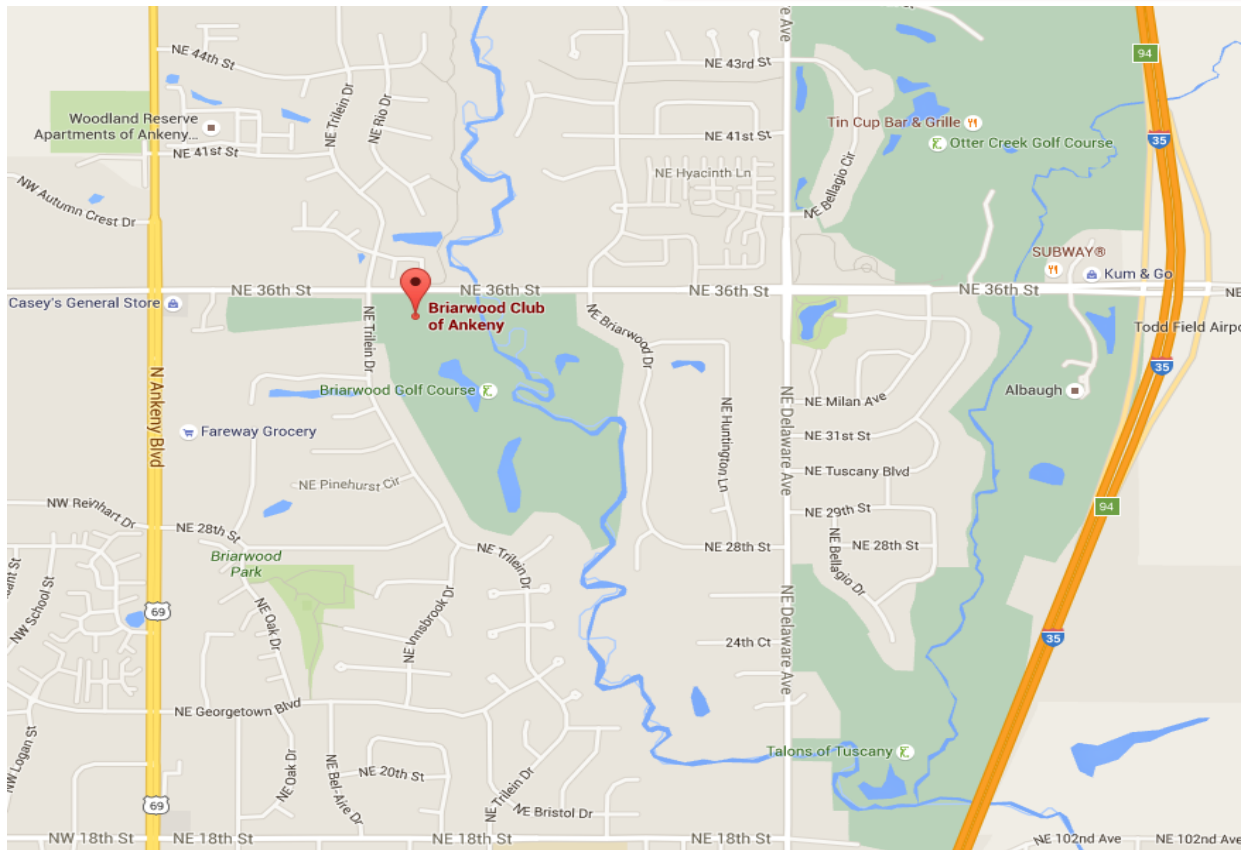 Ave
NE 44th St
NE 43rd St
94
Woodland Reserve
Apartments of Ankeny...
NE Trilein Dr
NE Rio Dr
NE 41st St
NE 41st St
Tin Cup Bar & Grille
Otter Creek Golf Course
35
NE Hyacinth Ln
NW Autumn Crest Dr
NE Bellagio Cir
SUBWAY®
Kum & Go
Casey's General Store
NE 36th St
NE 36th St
NE 36th St
NE 36th St
NE
Briarwood Club
of Ankeny
NE Trilein Dr
NE Briarwood Dr
Todd Field Airpo
35
N Ankeny Blvd
Briarwood Golf Course
NE Milan Ave
Albaugh
Fareway Grocery
NE Huntington Ln
NE Delaware Ave
NE 31st St
NE Pinehurst Cir
NE Tuscany Blvd
NW Reinhart Dr
NE 28th St
NE 29th St
94
Briarwood
Park
NE Trilein Dr
NE 28th St
NE 28th St
NE Bellagio Dr
ant St
NW School St
69
NE Oak Dr
NE Innsbrook Dr
NE Delaware Ave
24th Ct
35
NE Georgetown Blvd
NW Logan St
NE Oak Dr
NE Bel-Aire Dr
NE 20th St
NE Trilein Dr
Talons of Tuscany
69
NE Bristol Dr
NW 18th St
NE 18th St
NE 18th St
NE 18th St
NE 102nd Ave
NE 102nd Ave